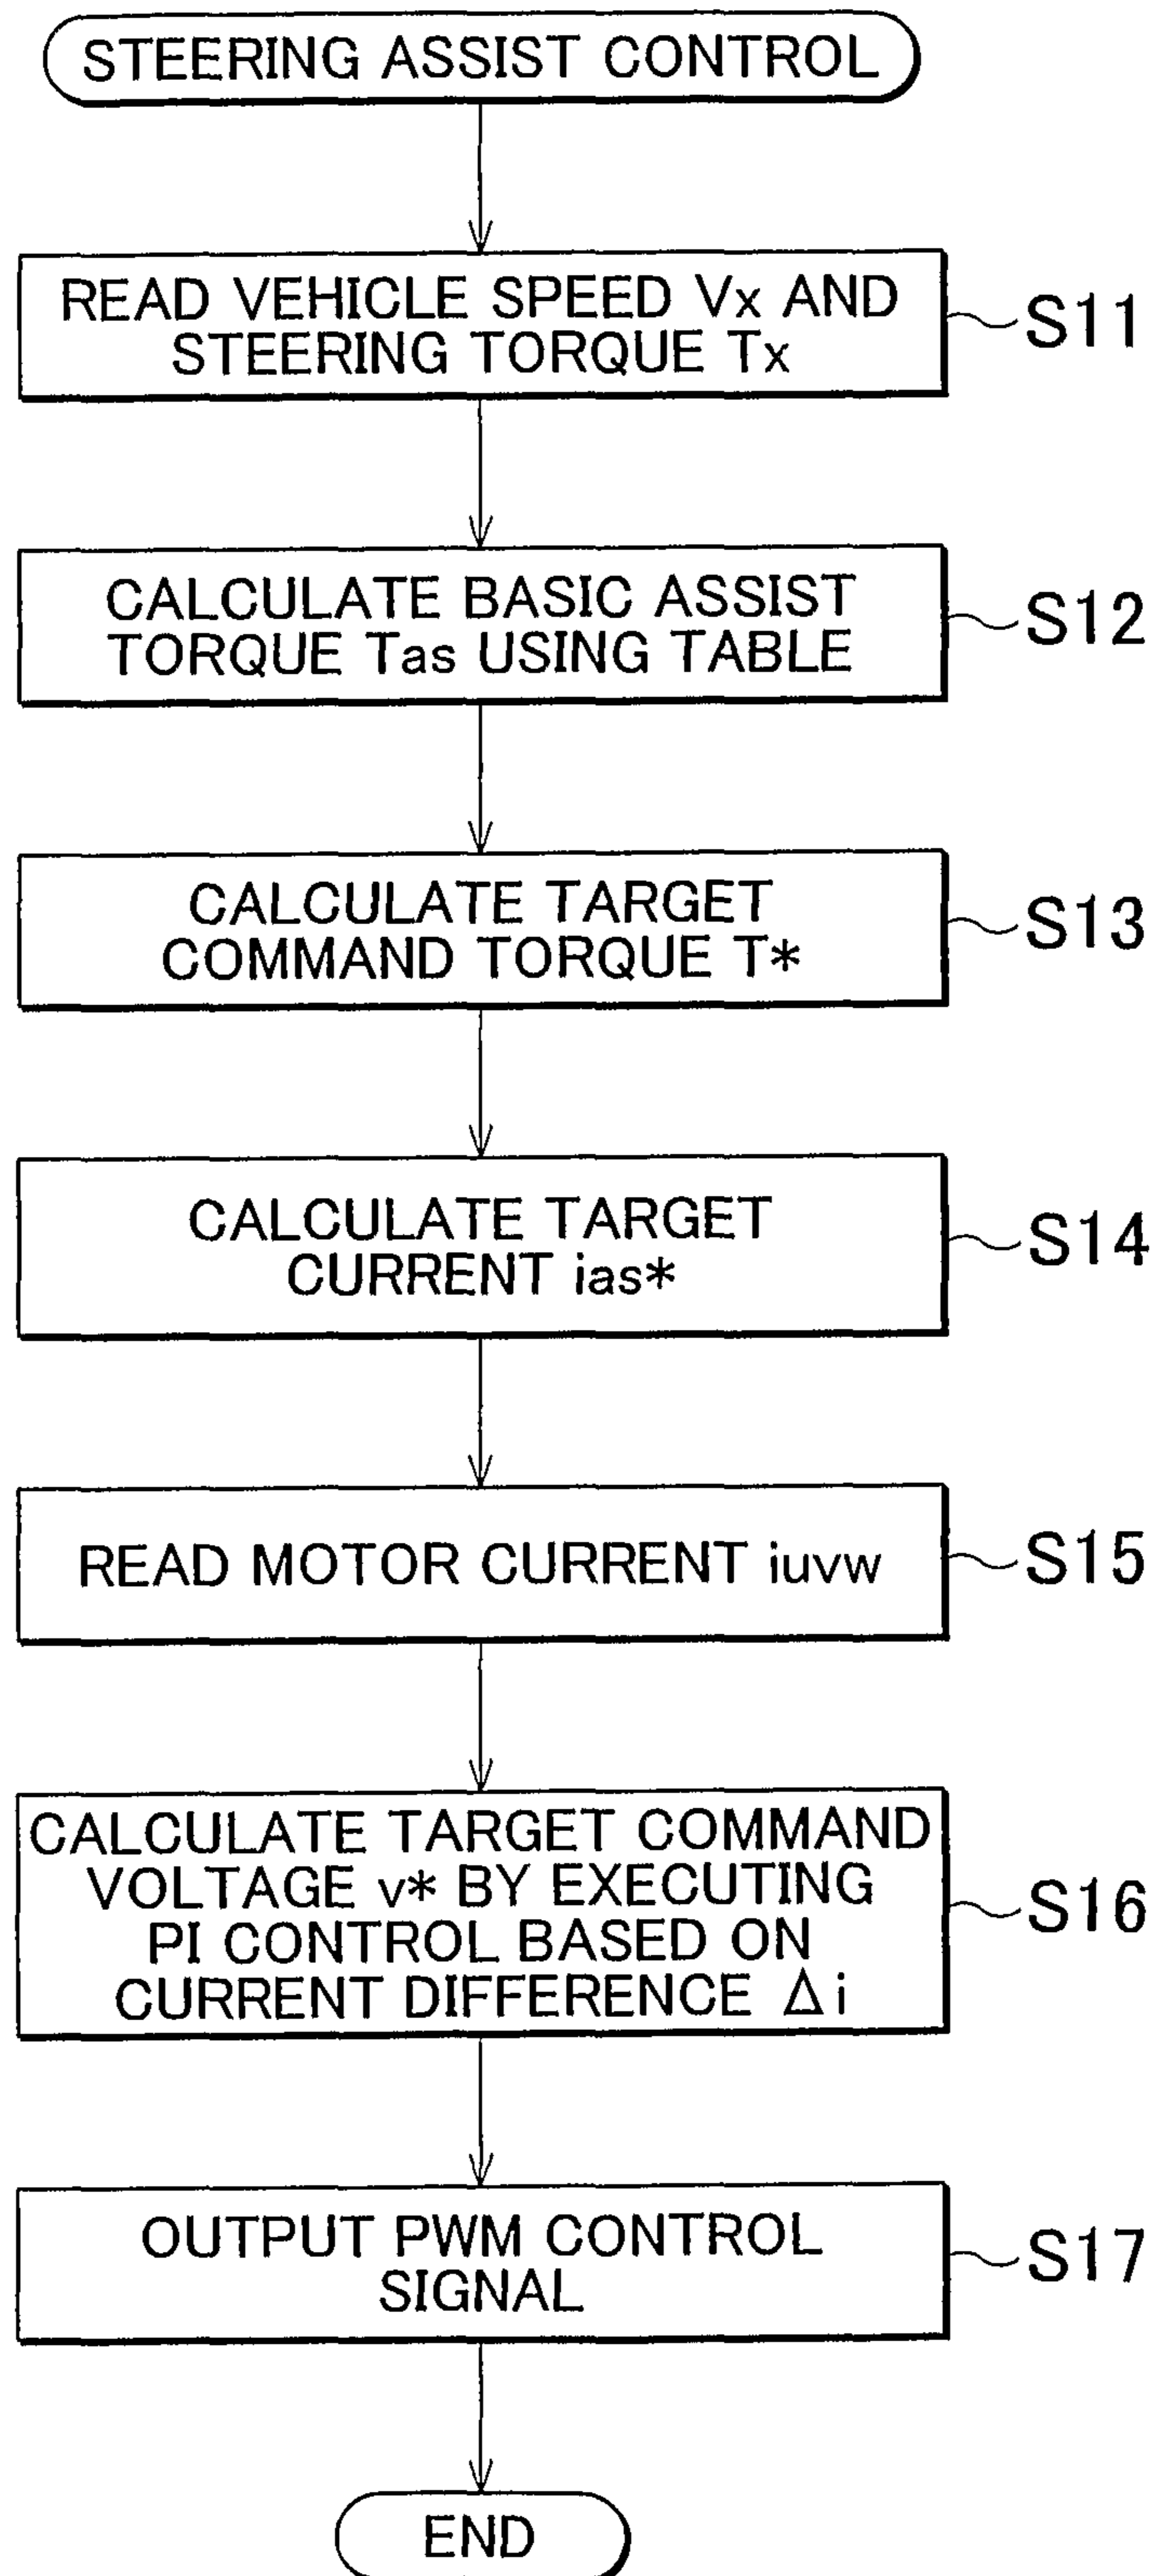 STEERING ASSIST CONTROL
READ VEHICLE SPEED Vx AND
STEERING TORQUE Tx
S11
CALCULATE BASIC ASSIST
TORQUE Tas USING TABLE
S12
CALCULATE TARGET
COMMAND TORQUE T*
S13
CALCULATE TARGET
CURRENT ias*
S14
READ MOTOR CURRENT iuvw
S15
CALCULATE TARGET COMMAND
VOLTAGE v* BY EXECUTING
PI CONTROL BASED ON
CURRENT DIFFERENCE Δi
S16
OUTPUT PWM CONTROL
SIGNAL
S17
END